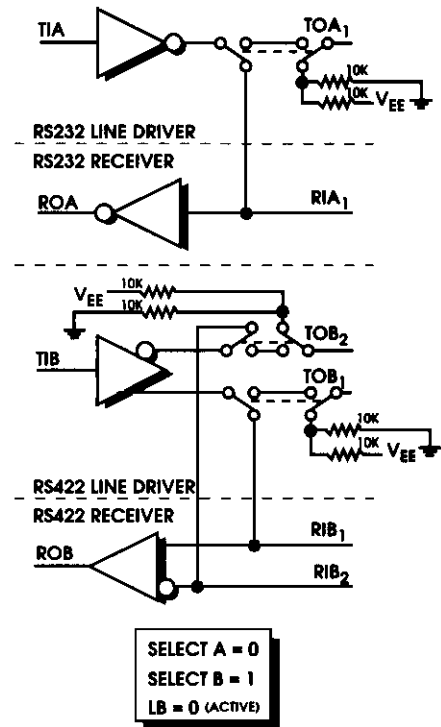 TIA
TOA1
10K
10K
VEE
RS232 LINE DRIVER
RS232 RECEIVER
ROA
RIA1
VEE
10K
10K
TOB2
TIB
TOB1
10K
10K
VEE
RS422 LINE DRIVER
RS422 RECEIVER
ROB
RIB1
RIB2
SELECT A = 0
SELECT B = 1
LB = 0 (ACTIVE)